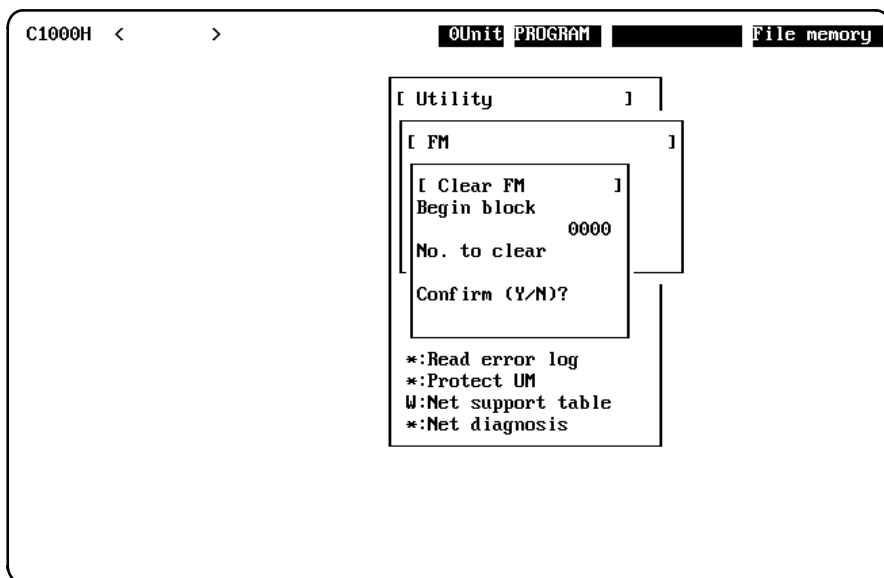 C1000H < > 0Unit PROGRAM File memory
[ Utility ]
[ FM ]
[ Clear FM ]
Begin block
0000
No. to clear
Confirm (Y/N)?
*:Read error log
*:Protect UM
W:Net support table
*:Net diagnosis